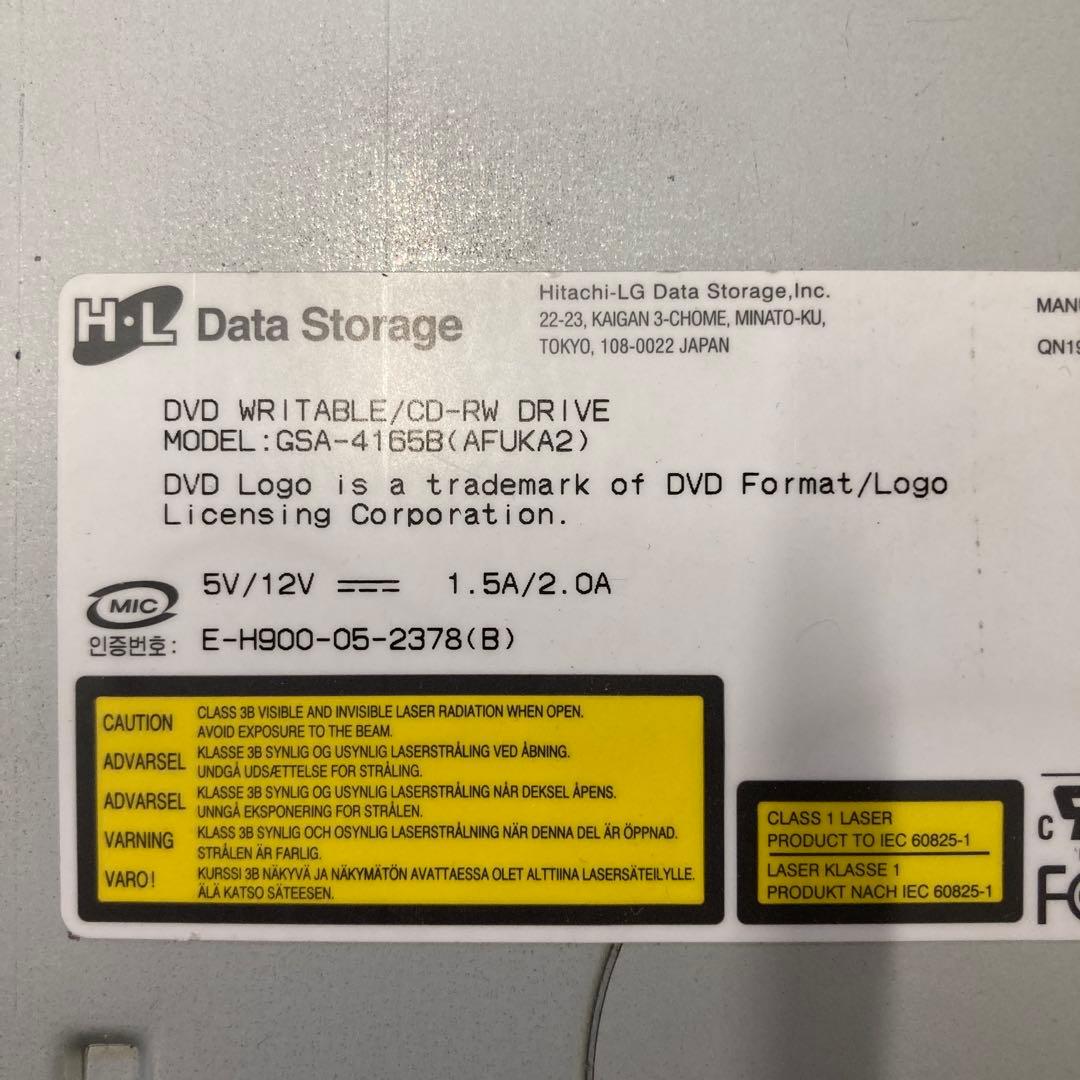 H·L Data Storage
Hitachi-LG Data Storage,Inc.
22-23, KAIGAN 3-CHOME, MINATO-KU,
TOKYO, 108-0022 JAPAN
DVD WRITABLE/CD-RW DRIVE
MODEL:GSA-4165B(AFUKA2)
DVD Logo is a trademark of DVD Format/Logo
Licensing Corporation.
MIC
5V/12V 1.5A/2.0A
인증번호: E-H900-05-2378(B)
CAUTION CLASS 3B VISIBLE AND INVISIBLE LASER RADIATION WHEN OPEN.
AVOID EXPOSURE TO THE BEAM.
ADVARSEL KLASSE 3B SYNLIG OG USYNLIG LASERSTRÅLING VED ÅBNING.
UNDGÅ UDSÆTTELSE FOR STRÅLING.
ADVARSEL KLASSE 3B SYNLIG OG USYNLIG LASERSTRÅLING NÅR DEKSEL ÅPENS.
UNNGÅ EKSPONERING FOR STRÅLEN.
VARNING KLASS 3B SYNLIG OCH OSYNLIG LASERSTRÅLNING NÄR DENNA DEL ÄR ÖPPNAD.
STRÅLEN ÄR FARLIG.
VARO! KURSSI 3B NÄKYVÄ JA NÄKYMÄTÖN AVATTAESSA OLET ALTTIINA LASERSÄTEILYLLE.
ÄLÄ KATSO SÄTEESEN.
CLASS 1 LASER
PRODUCT TO IEC 60825-1
LASER KLASSE 1
PRODUKT NACH IEC 60825-1
C